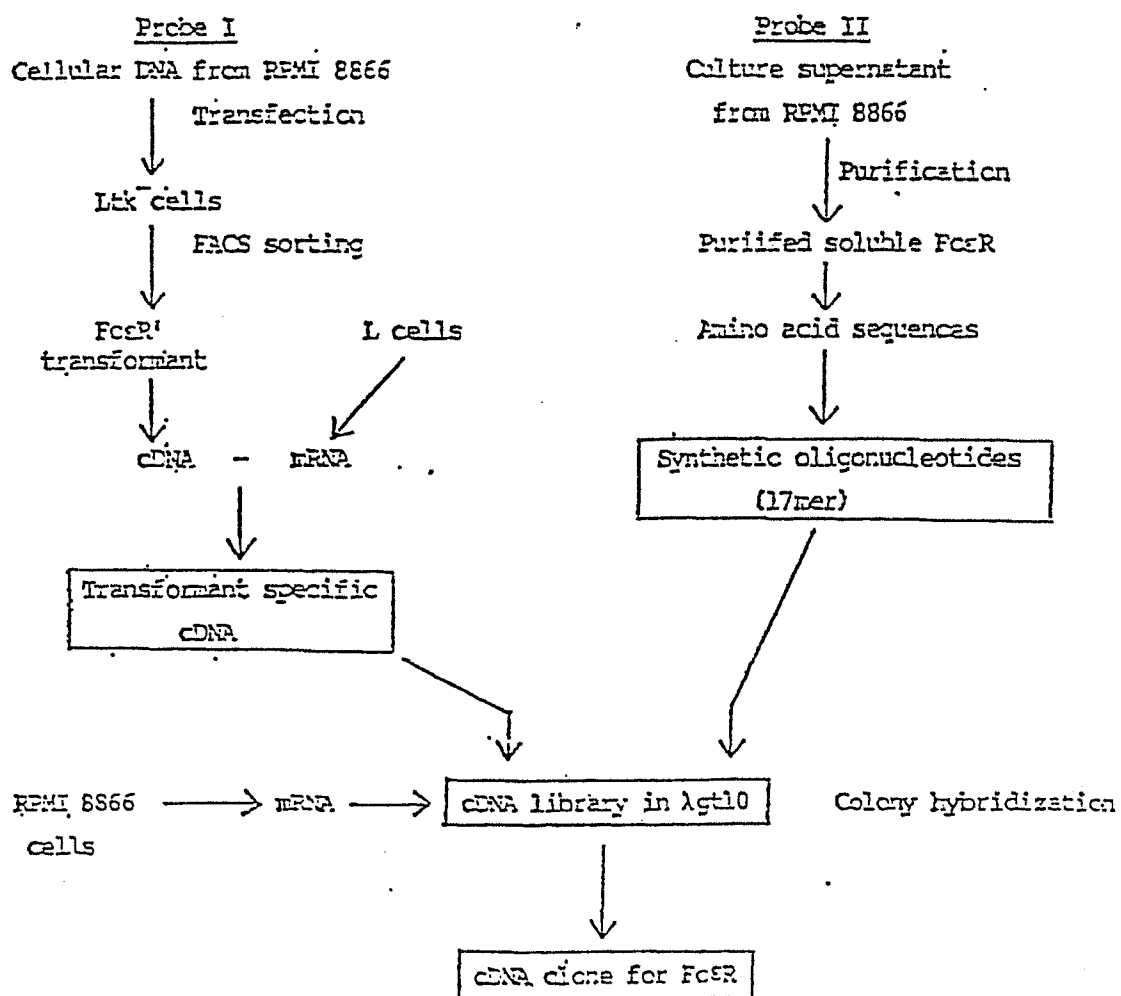 Probe I
Cellular DNA from RPMI 8866
Transfection
Ltk⁻ cells
FACS sorting
FcεR⁺
transformant
L cells
cDNA – mRNA
Transformant specific
cDNA
Probe II
Culture supernatant
from RPMI 8866
Purification
Puriifed soluble FcεR
Amino acid sequences
Synthetic oligonucleotides
(17mer)
RPMI 8866
cells
mRNA
cDNA library in λgt10
Colony hybridization
cDNA clone for FcεR